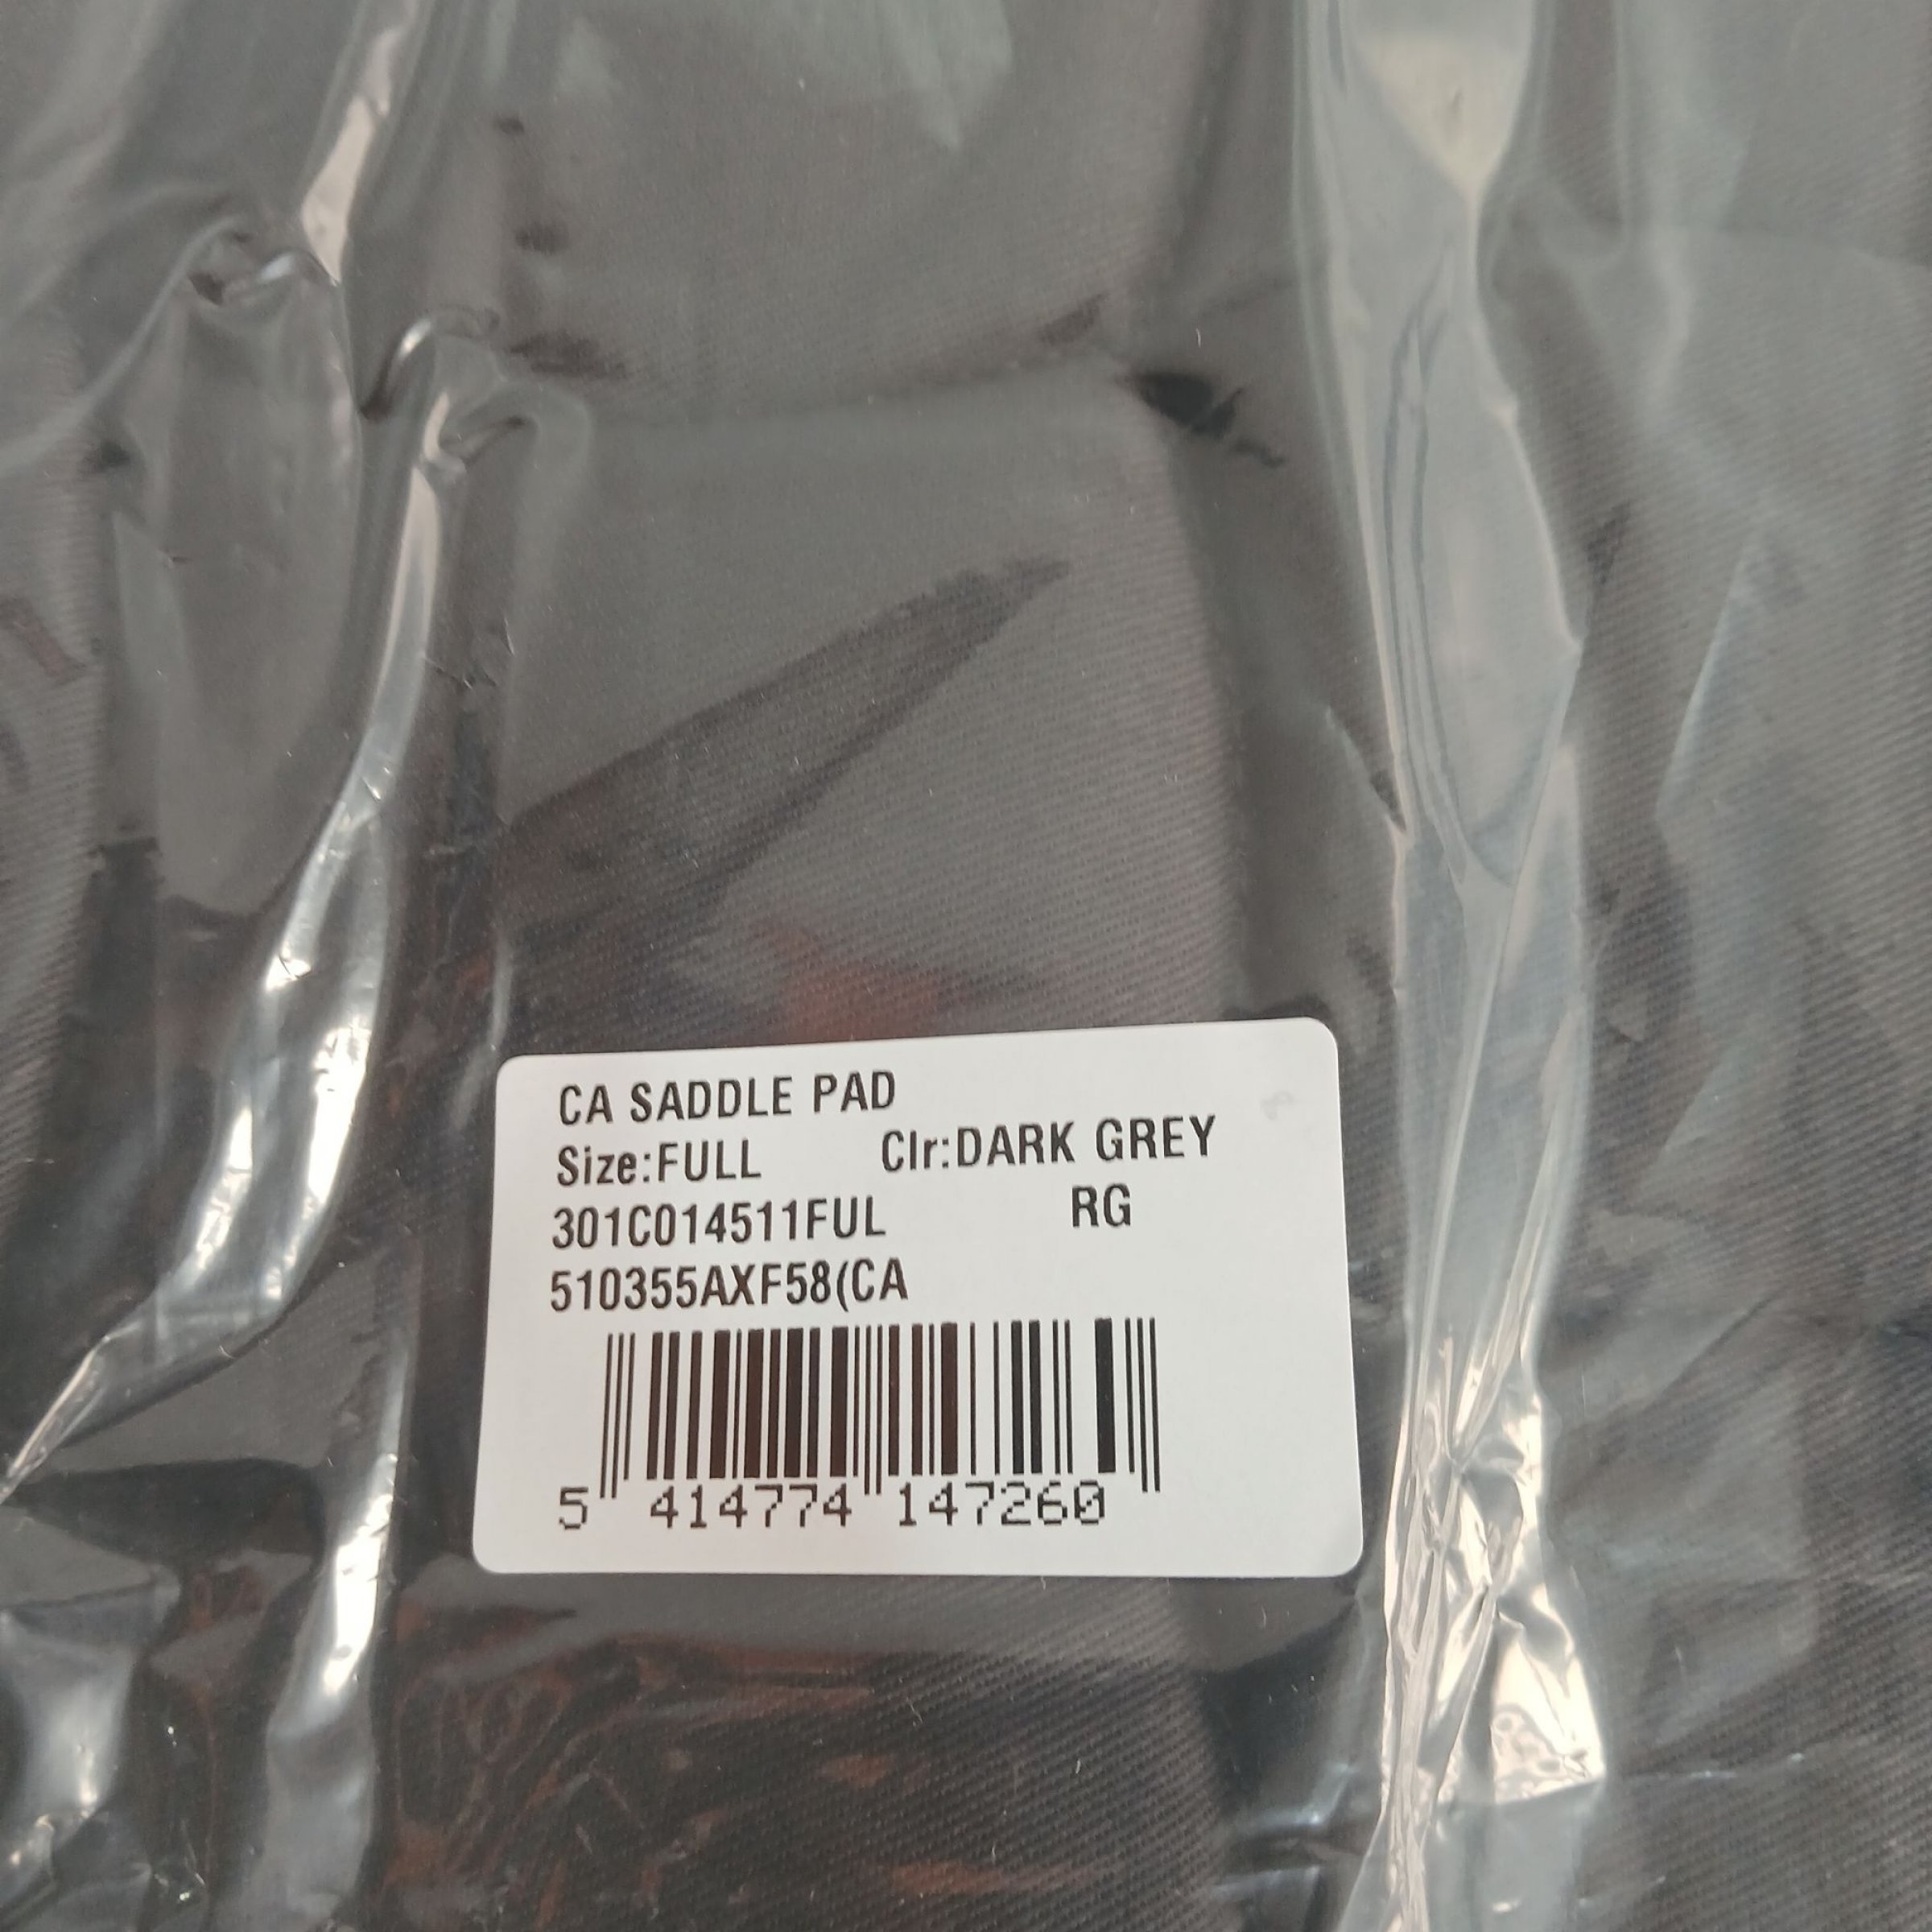 CA SADDLE PAD
Size:FULL Clr:DARK GREY
301C014511FUL RG
510355AXF58(CA
5 414774 147260